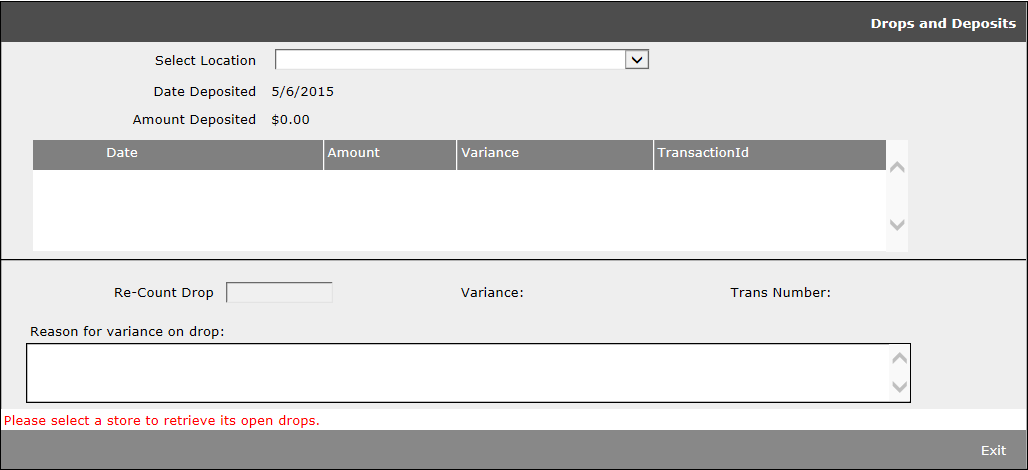 Drops and Deposits
Select Location
Date Deposited 5/6/2015
Amount Deposited $0.00
Date Amount Variance TransactionId
Re-Count Drop Variance: Trans Number:
Reason for variance on drop:
Please select a store to retrieve its open drops.
Exit